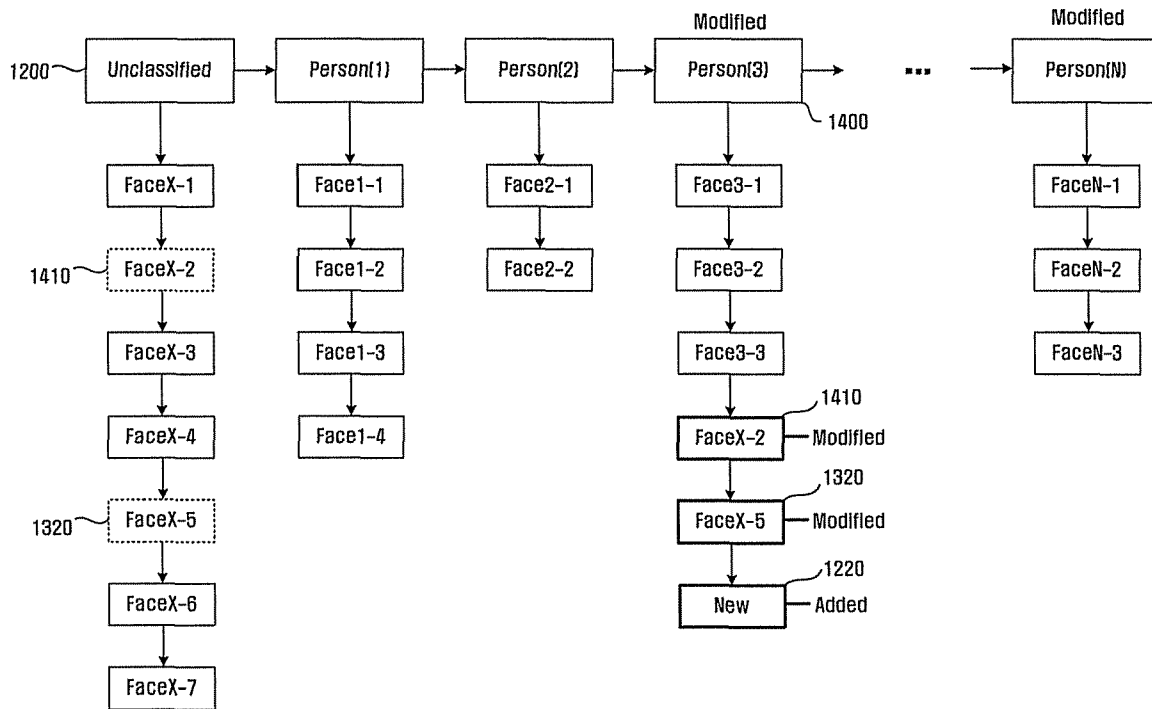 Modified Modified
1200 Unclassified Person(1) Person(2) Person(3) ... Person(N)
1400
FaceX-1 Face1-1 Face2-1 Face3-1 FaceN-1
1410 FaceX-2 Face1-2 Face2-2 Face3-2 FaceN-2
FaceX-3 Face1-3 Face3-3 FaceN-3
1410
FaceX-4 Face1-4 FaceX-2 Modified
1320
1320 FaceX-5 FaceX-5 Modified
1220
FaceX-6 New Added
FaceX-7